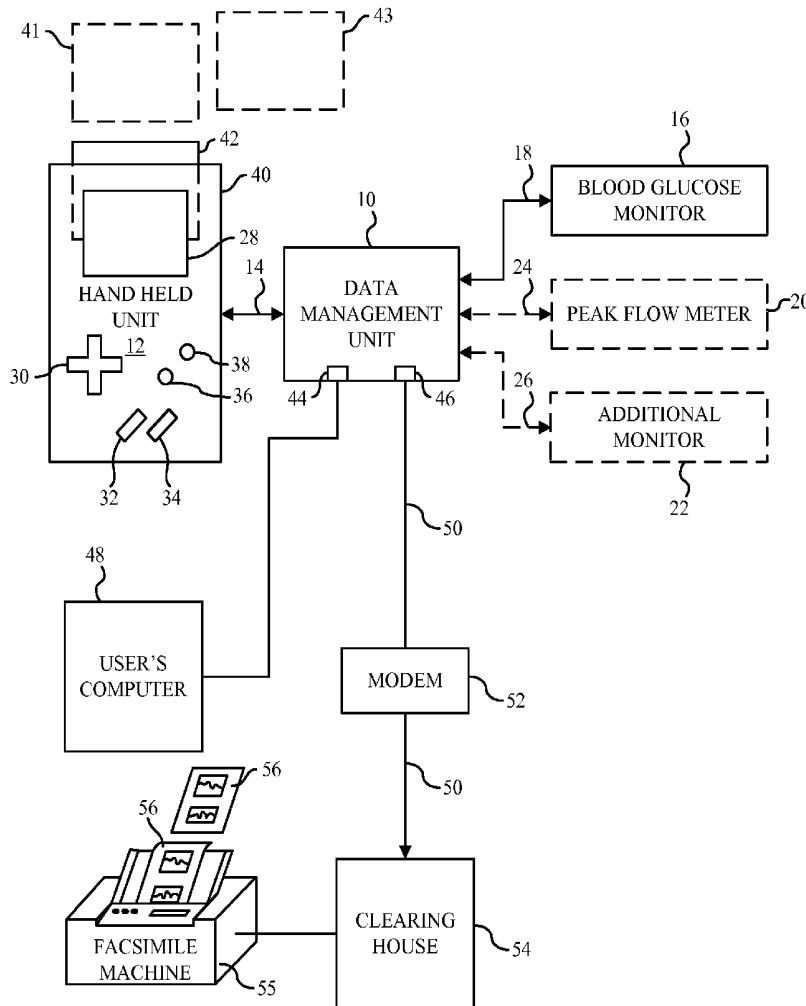 41
43
42
40
16
18
BLOOD GLUCOSE
MONITOR
10
28
14
DATA
MANAGEMENT
UNIT
24
20
PEAK FLOW METER
HAND HELD
UNIT
12
38
30
36
44
46
26
ADDITIONAL
MONITOR
32
34
22
50
48
USER'S
COMPUTER
MODEM
52
56
50
56
CLEARING
HOUSE
54
FACSIMILE
MACHINE
55